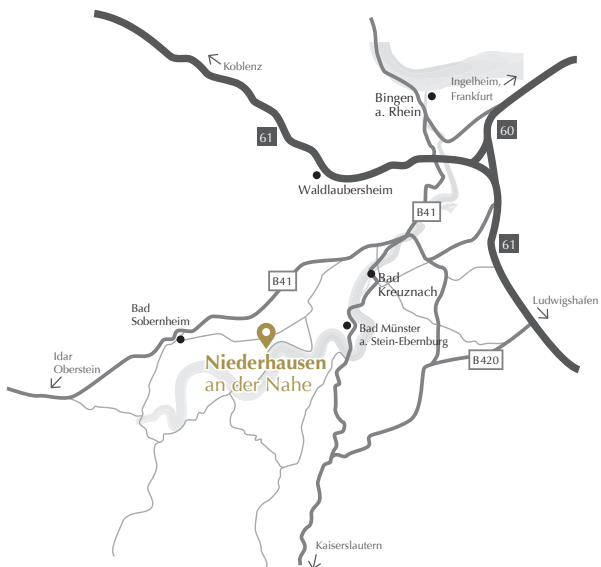 Koblenz
Ingelheim,
Frankfurt
Bingen
a. Rhein
60
61
Waldlaubersheim
B41
61
Bad
Kreuznach
B41
Ludwigshafen
Bad
Sobernheim
Bad Münster
a. Stein-Ebernburg
Idar
Oberstein
B420
Niederhausen
an der Nahe
Kaiserslautern